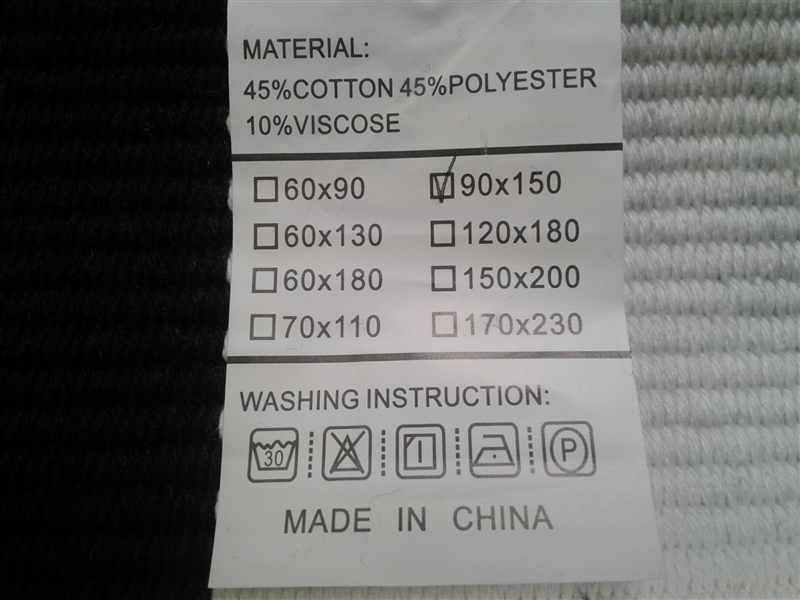 MATERIAL:
45%COTTON 45%POLYESTER
10%VISCOSE
60x90 90x150
60x130 120x180
60x180 150x200
70x110 170x230
WASHING INSTRUCTION:
30 P
MADE IN CHINA